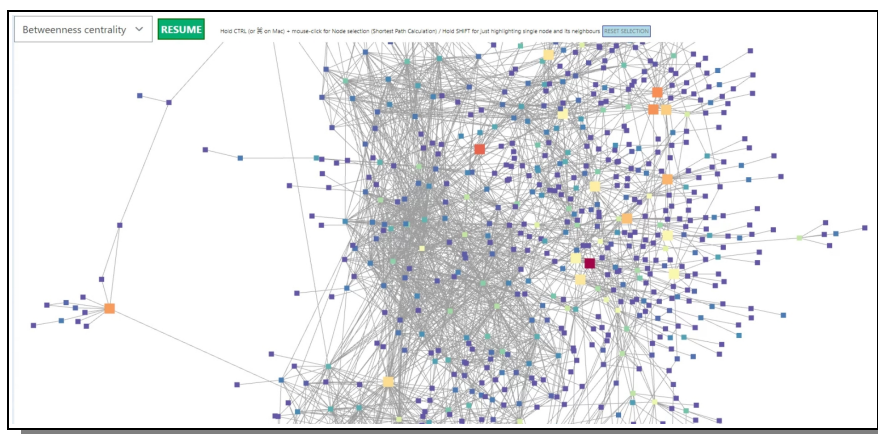 Betweenness centrality
RESUME
Hold CTRL (or ⌘ on Mac) + mouse-click for Node selection (Shortest Path Calculation) / Hold SHIFT for just highlighting single node and its neighbours
RESET SELECTION